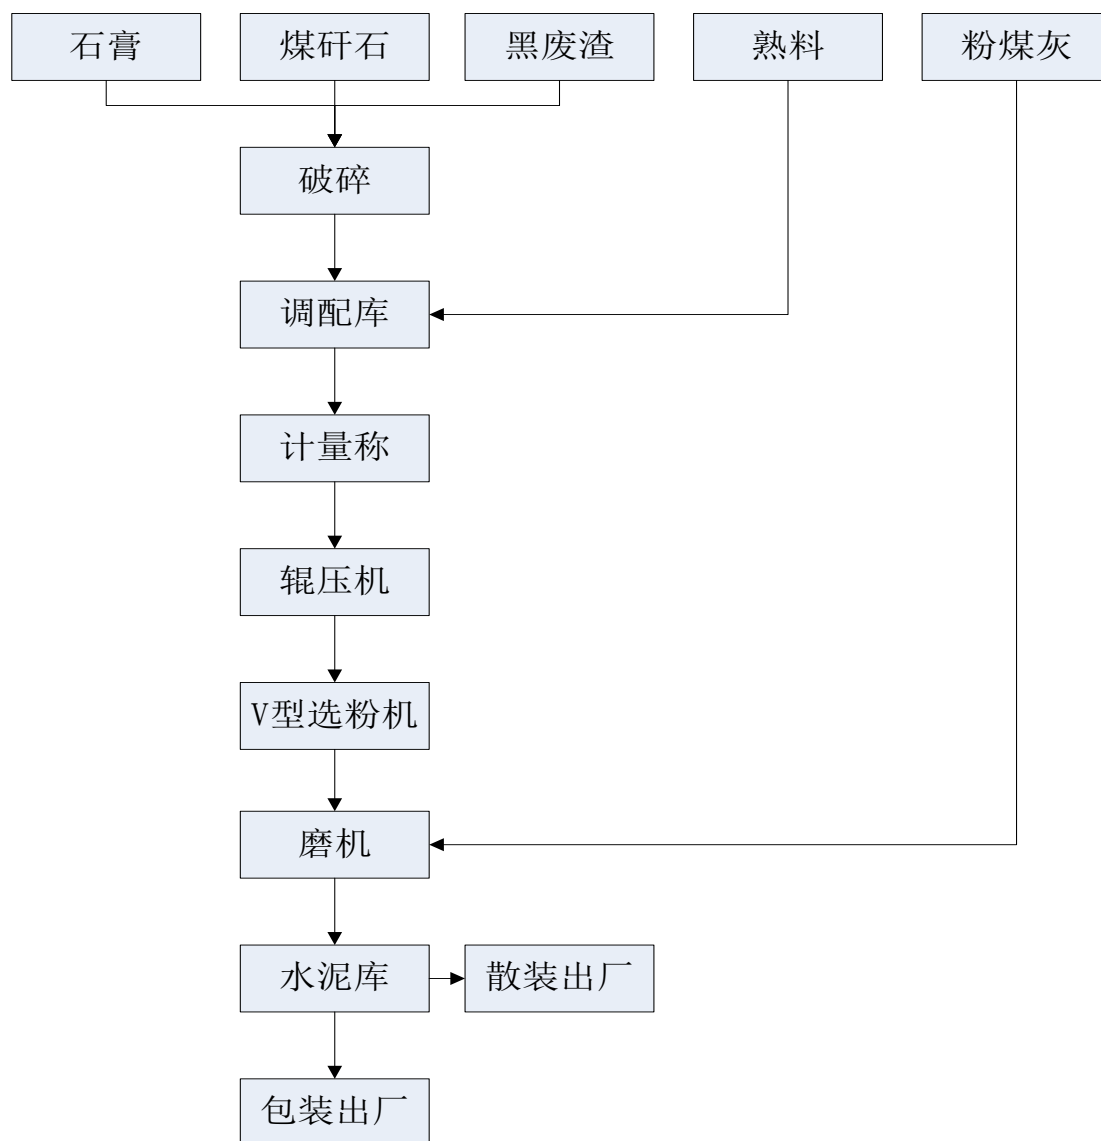 石膏
煤矸石
黑废渣
熟料
粉煤灰
破碎
调配库
计量称
辊压机
V型选粉机
磨机
水泥库
散装出厂
包装出厂